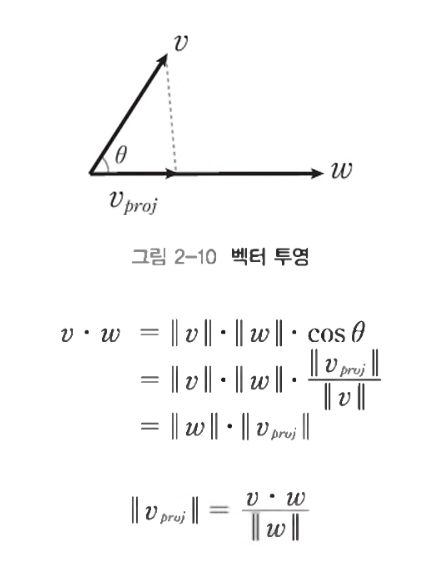 v
θ
w
v_proj
그림 2-10 벡터 투영
v · w = ‖v‖ · ‖w‖ · cos θ
= ‖v‖ · ‖w‖ · ‖v_proj‖ / ‖v‖
= ‖w‖ · ‖v_proj‖
‖v_proj‖ = v · w / ‖w‖